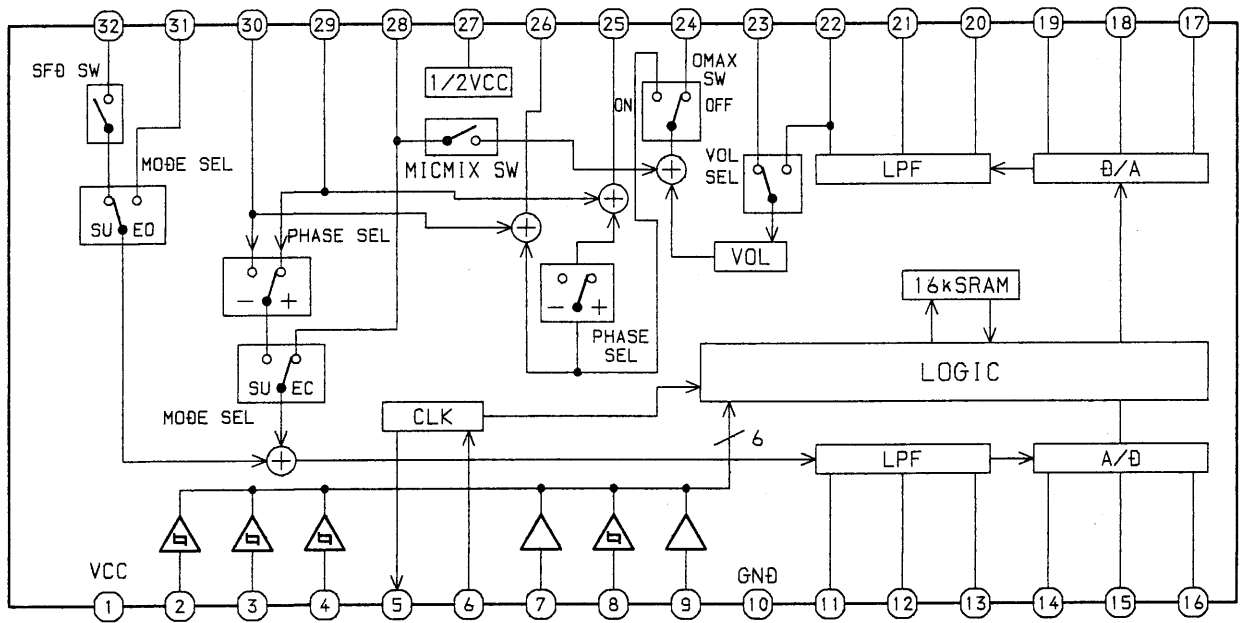 32 31 30 29 28 27 26 25 24 23 22 21 20 19 18 17
SFD SW
1/2VCC
OMAX
SW
ON OFF
MODE SEL
MICMIX SW
VOL
SEL
LPF D/A
SU EO
PHASE SEL
VOL
- +
- +
16kSRAM
PHASE
SEL
SU EC
LOGIC
MODE SEL
CLK
6
LPF A/D
VCC
GND
1 2 3 4 5 6 7 8 9 10 11 12 13 14 15 16